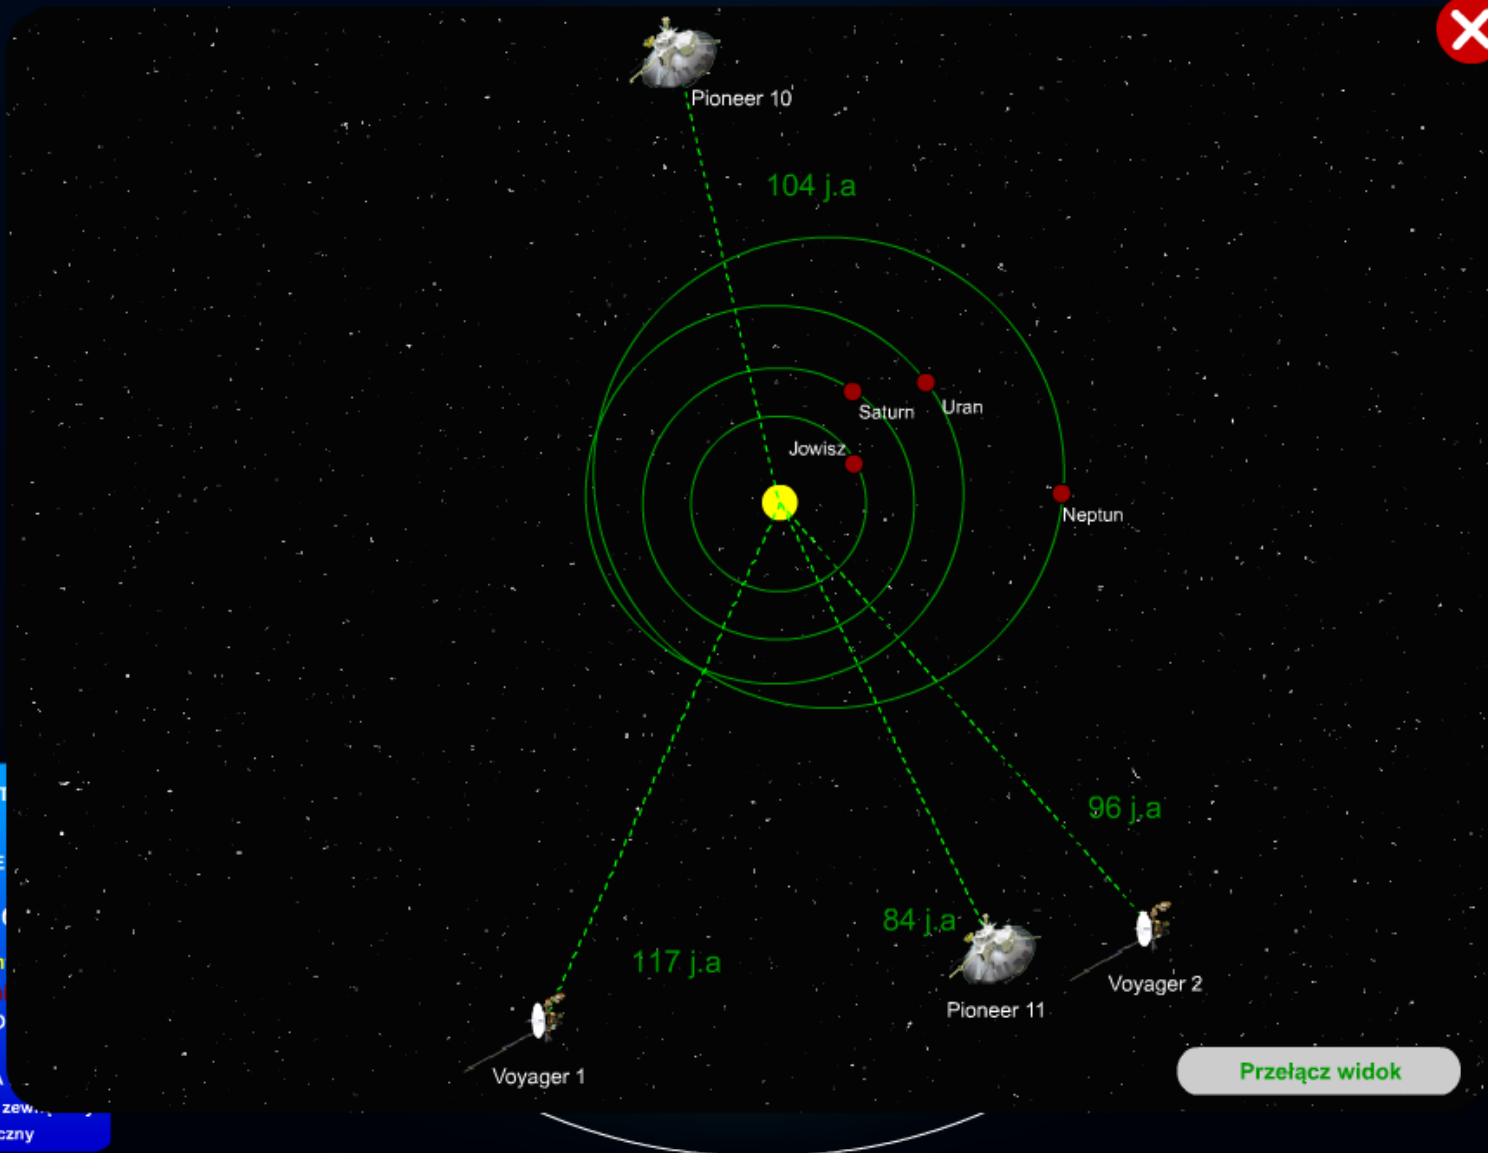 Pioneer 10
104 j.a
Saturn
Uran
Jowisz
Neptun
96 j.a
84 j.a
117 j.a
Voyager 2
Pioneer 11
Przełącz widok
Voyager 1
czny